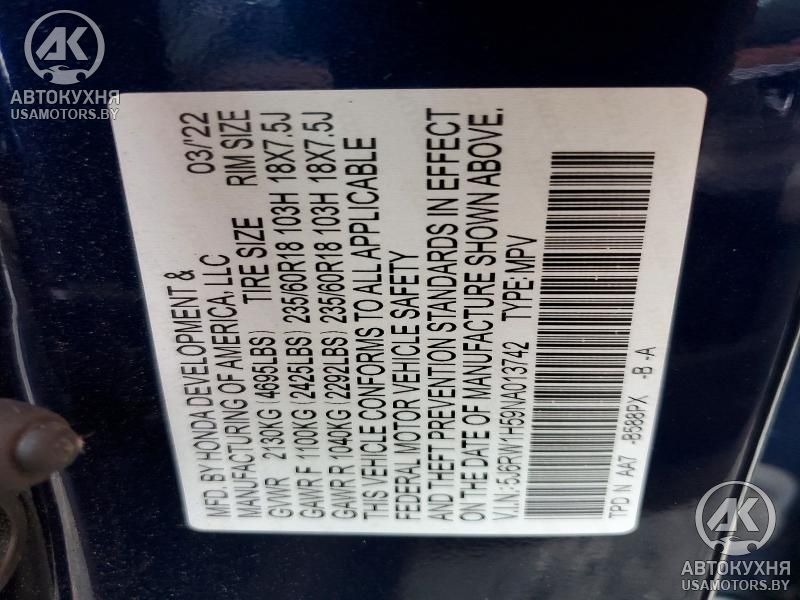 AK
АВТОКУХНЯ
USAMOTORS.BY
MFD. BY HONDA DEVELOPMENT & 03/'22
MANUFACTURING OF AMERICA, LLC
GVWR 2130KG (4695LBS) TIRE SIZE RIM SIZE
GAWR F 1100KG (2425LBS) 235/60R18 103H 18X7.5J
GAWR R 1040KG (2292LBS) 235/60R18 103H 18X7.5J
THIS VEHICLE CONFORMS TO ALL APPLICABLE
FEDERAL MOTOR VEHICLE SAFETY
AND THEFT PREVENTION STANDARDS IN EFFECT
ON THE DATE OF MANUFACTURE SHOWN ABOVE.
V.I.N: 5J6RW1H59NA013742 TYPE: MPV
TPD N AA7 -B588PX -B -A
AK
АВТОКУХНЯ
USAMOTORS.BY